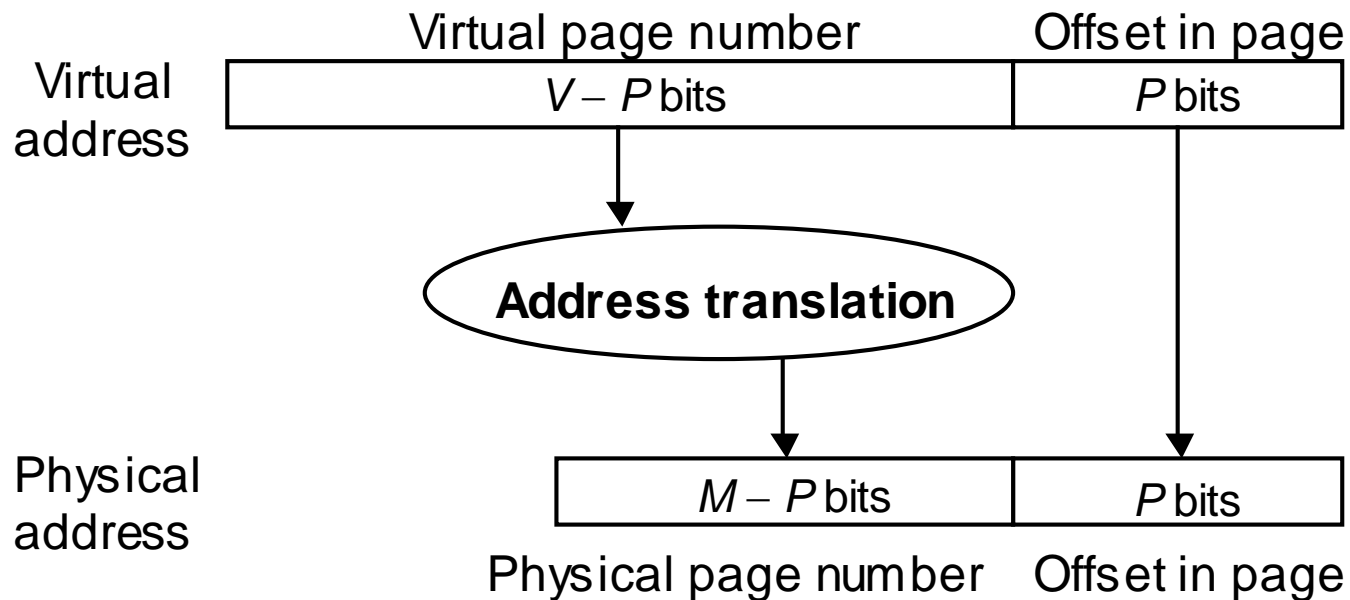 Virtual page number
Offset in page
Virtual
address
V – P bits
P bits
Address translation
Physical
address
M – P bits
P bits
Physical page number
Offset in page